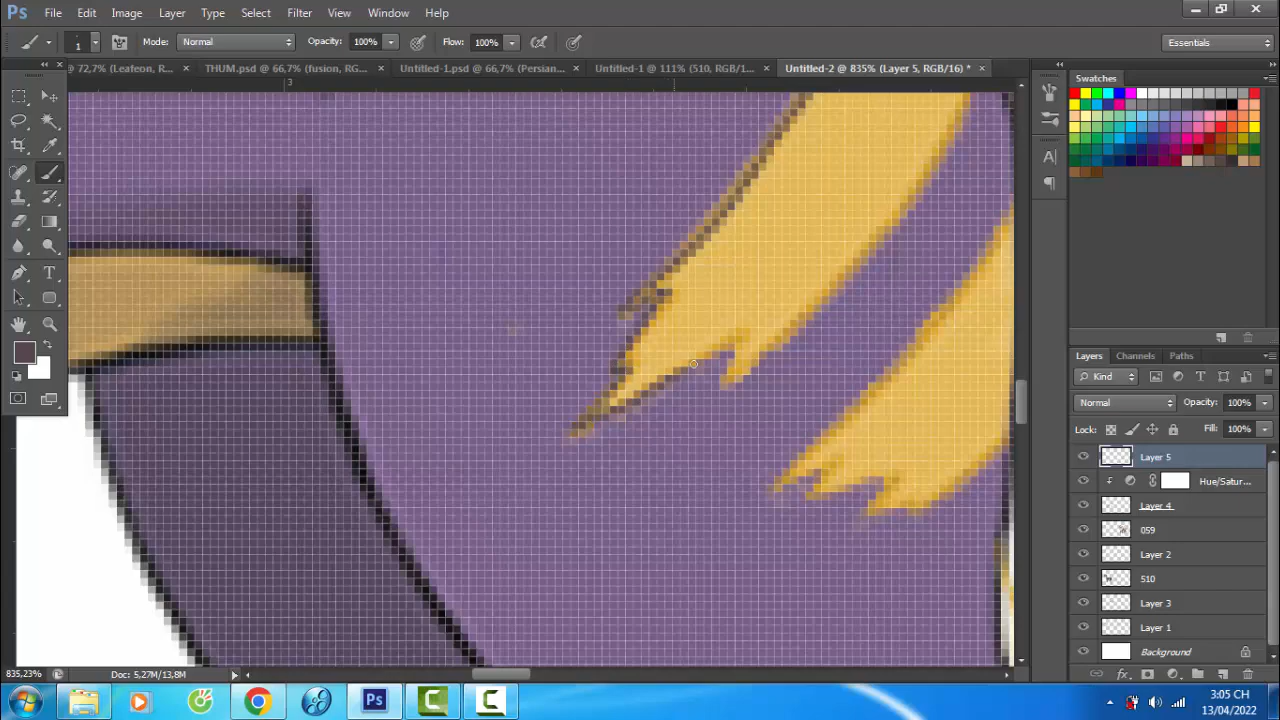 Ps File Edit Image Layer Type Select Filter View Window Help
1 Mode: Normal Opacity: 100% Flow: 100% Essentials
@ 72,7% (Leafeon, R... × THUM.psd @ 66,7% (fusion, RG... × Untitled-1.psd @ 66,7% (Persian... × Untitled-1 @ 111% (510, RGB/1... × Untitled-2 @ 835% (Layer 5, RGB/16) * ×
3
Swatches
Layers Channels Paths
Kind
Normal Opacity: 100%
Lock: Fill: 100%
Layer 5
Hue/Satur...
Layer 4
059
Layer 2
510
Layer 3
Layer 1
Background
835,23% Doc: 5,27M/13,8M
Ps
3:05 CH
13/04/2022